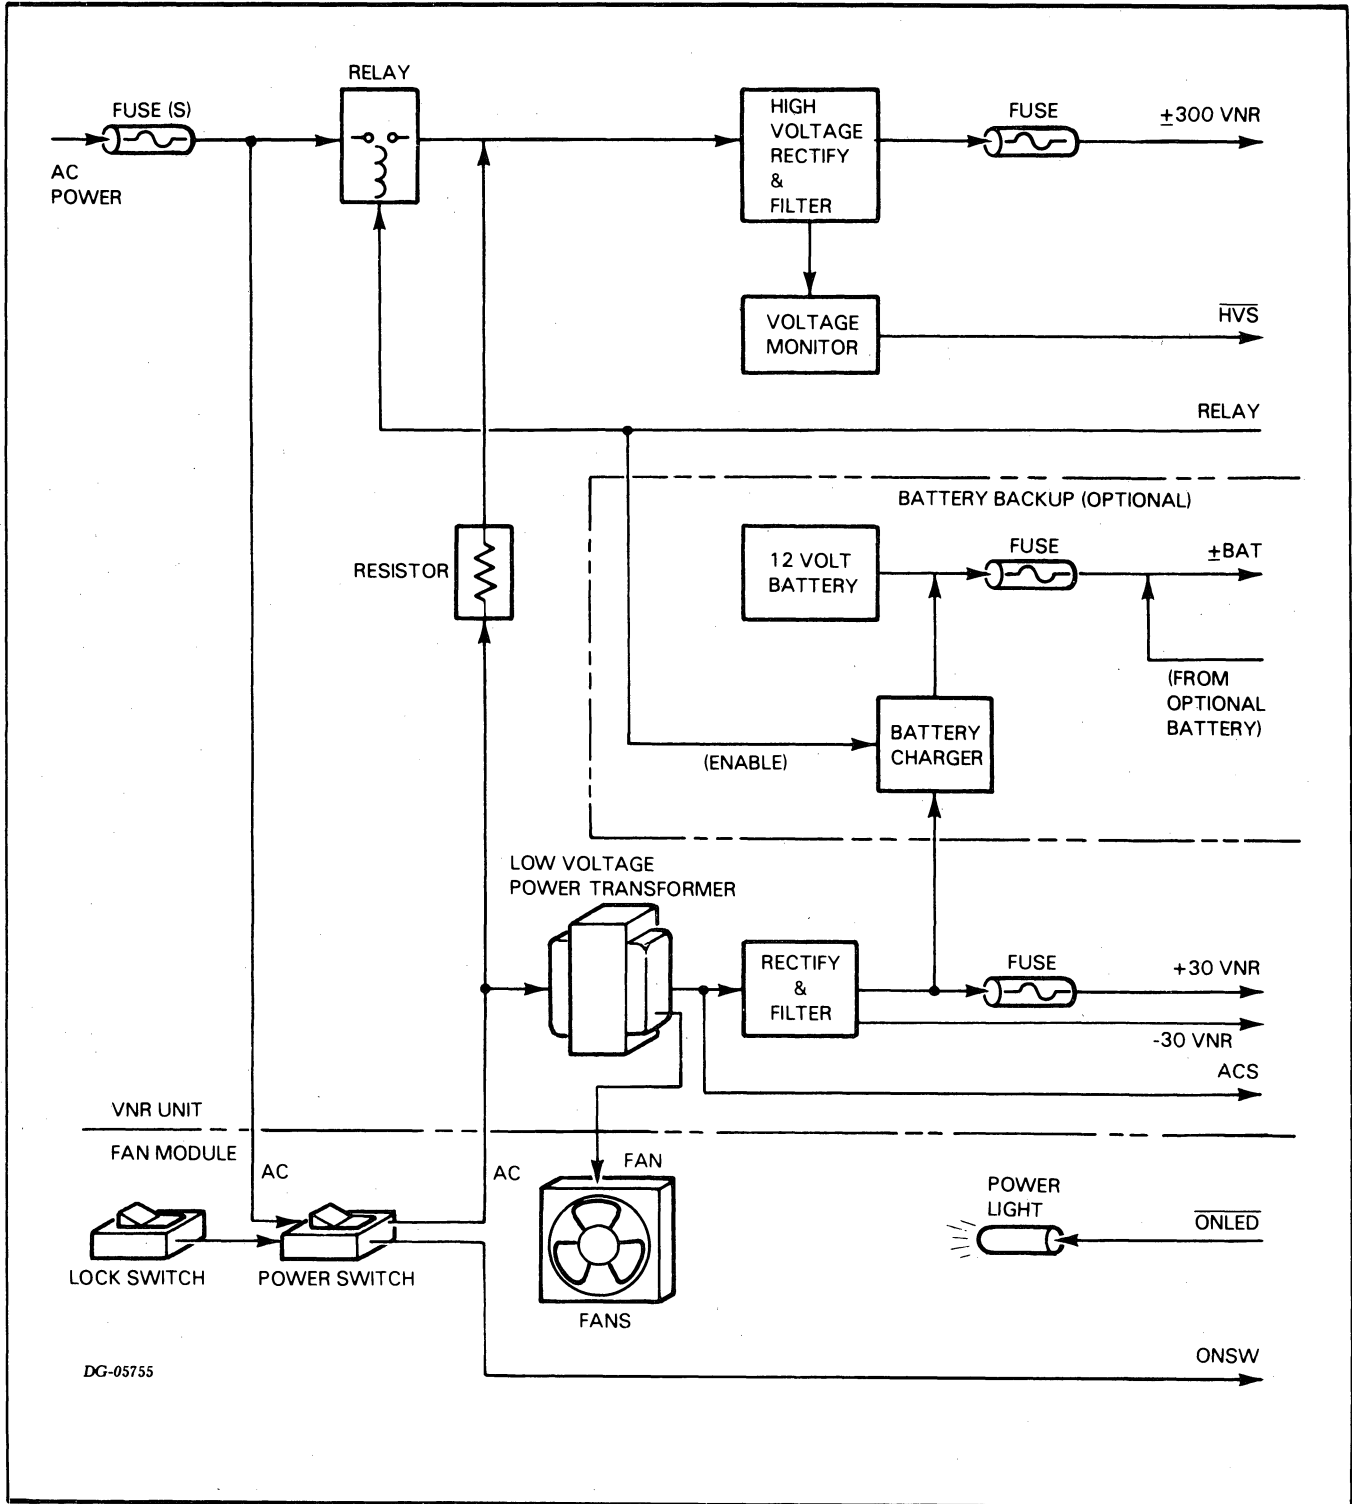 RELAY
FUSE (S)
AC
POWER
HIGH
VOLTAGE
RECTIFY
&
FILTER
FUSE
±300 VNR
VOLTAGE
MONITOR
HVS
RELAY
BATTERY BACKUP (OPTIONAL)
RESISTOR
12 VOLT
BATTERY
FUSE
±BAT
(FROM
OPTIONAL
BATTERY)
(ENABLE)
BATTERY
CHARGER
LOW VOLTAGE
POWER TRANSFORMER
RECTIFY
&
FILTER
FUSE
+30 VNR
-30 VNR
ACS
VNR UNIT
FAN MODULE
AC
AC
FAN
POWER
LIGHT
ONLED
LOCK SWITCH
POWER SWITCH
FANS
ONSW
DG-05755